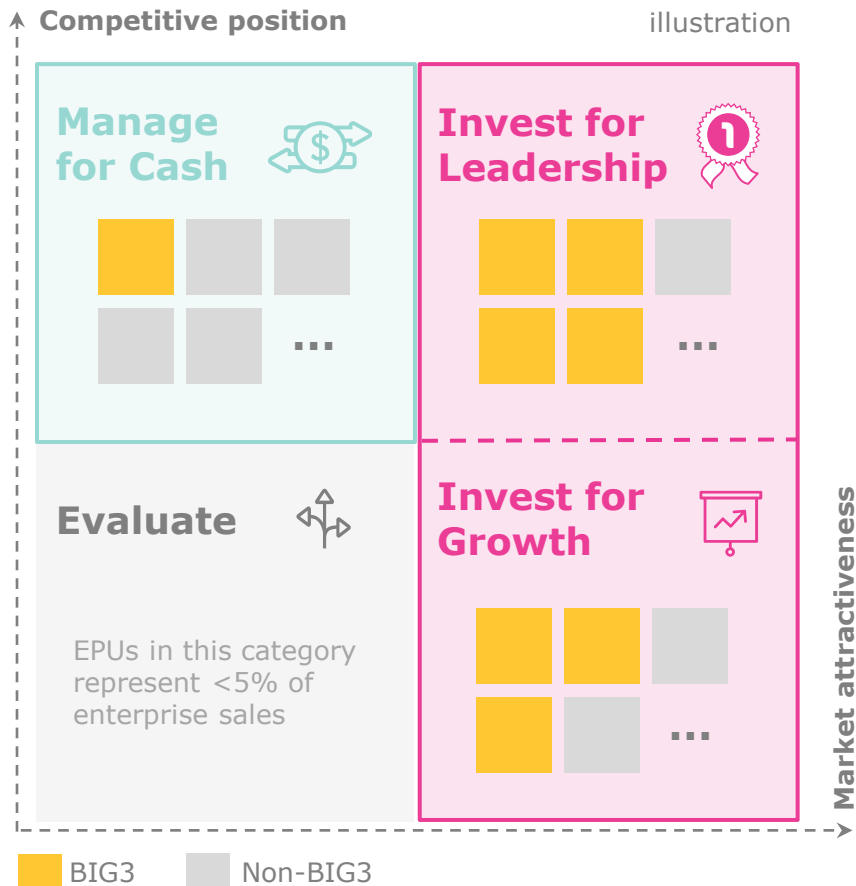 Competitive position
illustration
Manage
for Cash
$
Invest for
Leadership
1
...
...
Evaluate
Invest for
Growth
EPUs in this category
represent <5% of
enterprise sales
...
Market attractiveness
BIG3
Non-BIG3